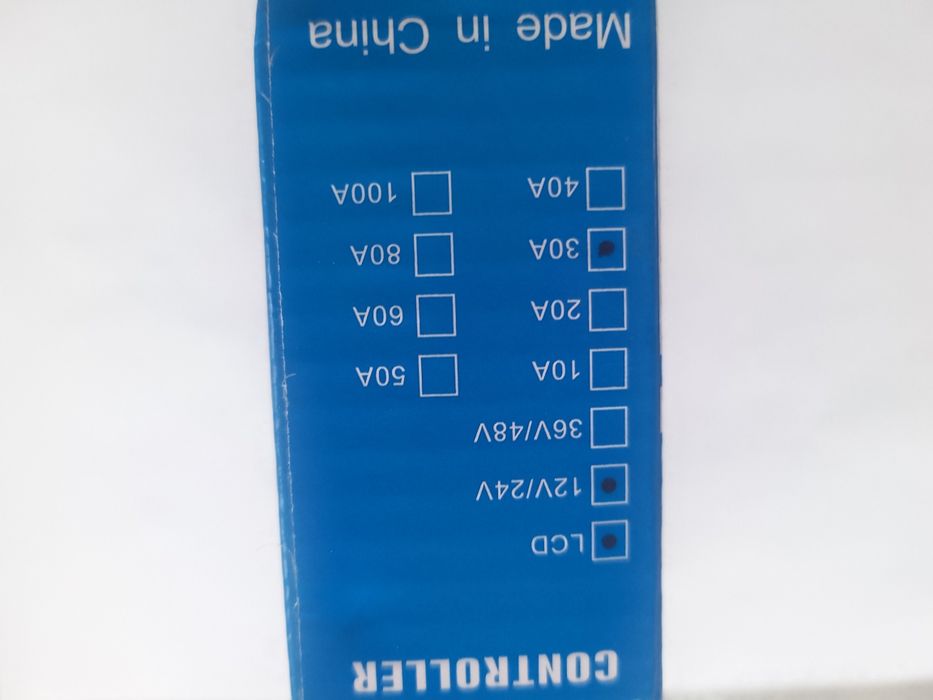 CONTROLLER
LCD
12V/24V
36V/48V
10A 50A
20A 60A
30A 80A
40A 100A
Made in China